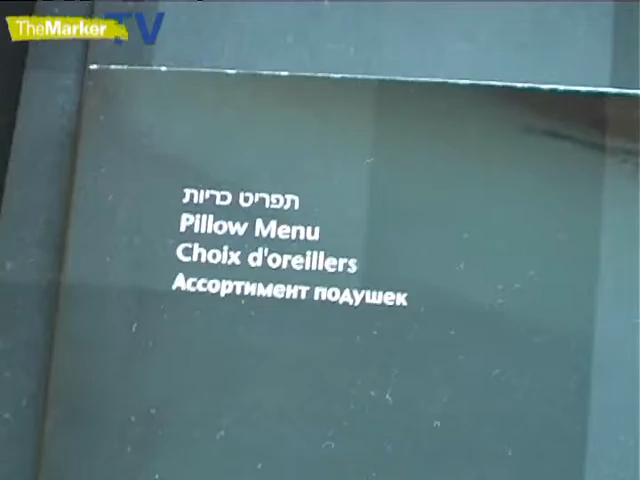 TheMarker TV
תפריט כריות
Pillow Menu
Choix d'oreillers
Ассортимент подушек